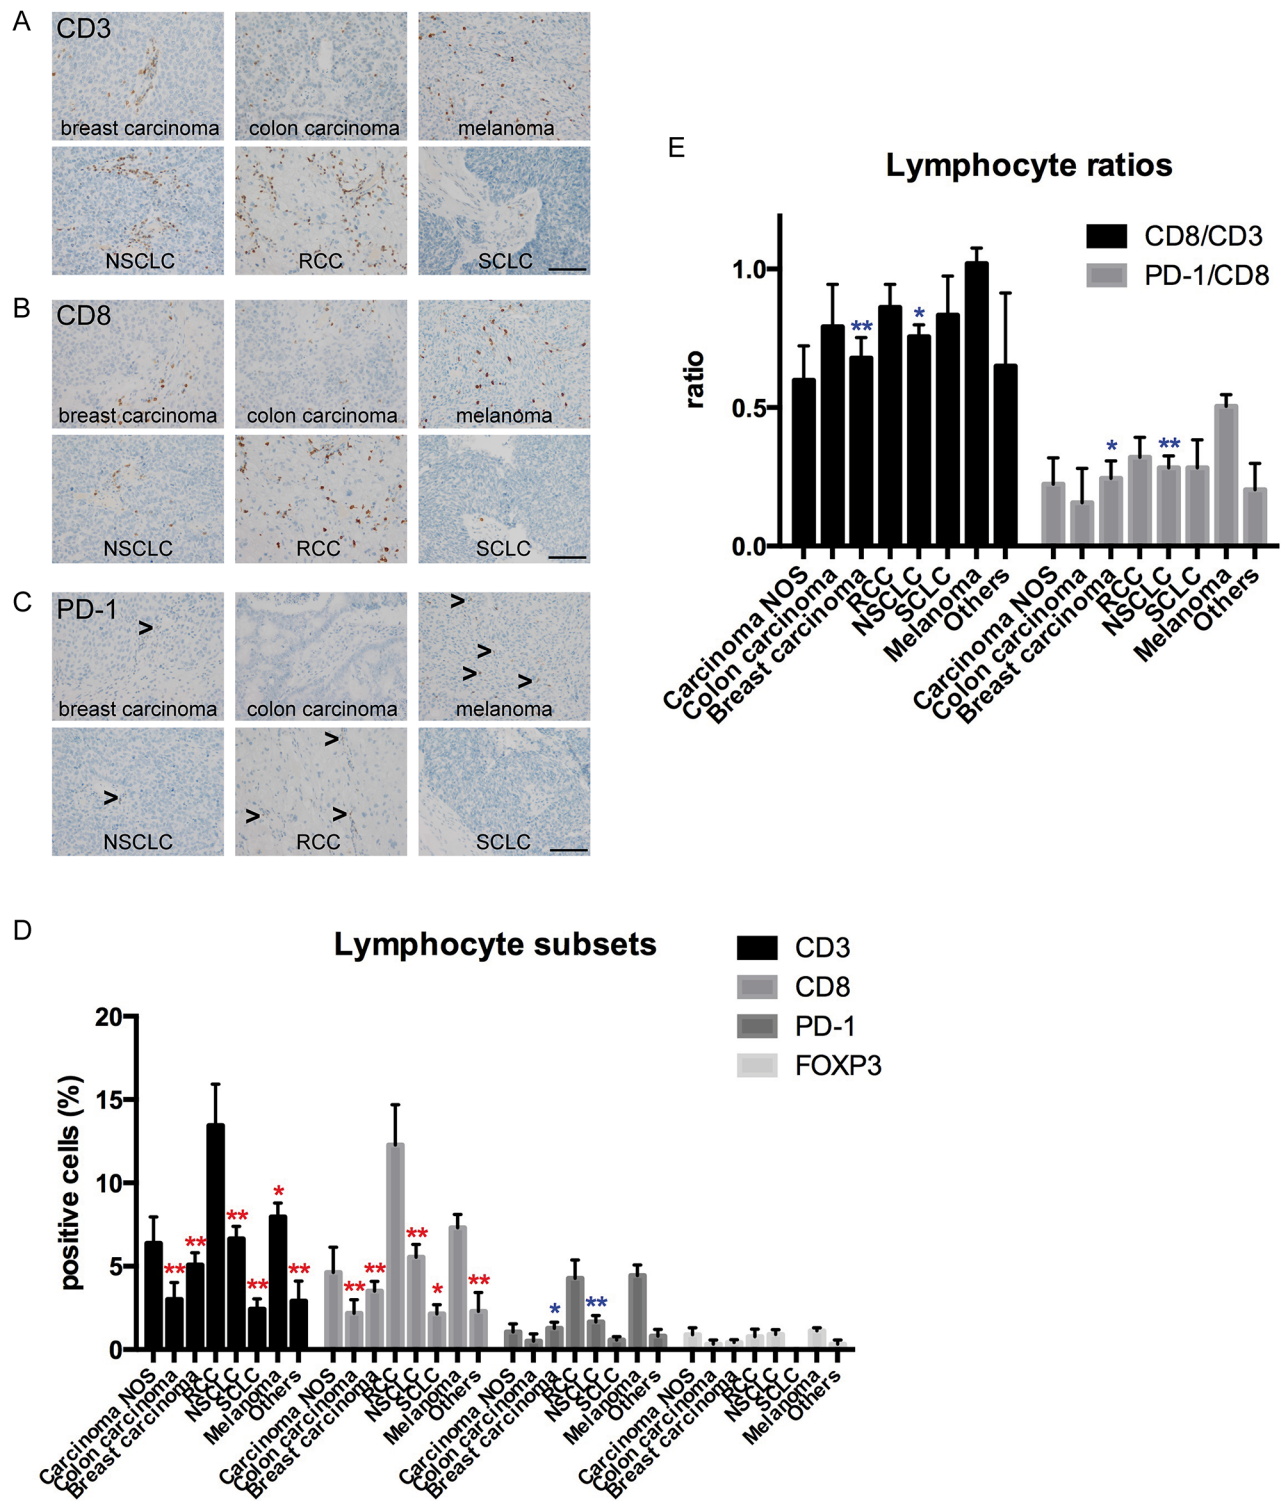 A
CD3
breast carcinoma
colon carcinoma
melanoma
NSCLC
RCC
SCLC
B
CD8
breast carcinoma
colon carcinoma
melanoma
NSCLC
RCC
SCLC
C
PD-1
>
>
>
>
>
breast carcinoma
colon carcinoma
melanoma
>
>
>
>
NSCLC
RCC
SCLC
E
Lymphocyte ratios
CD8/CD3
PD-1/CD8
ratio
1.0
0.5
0.0
**
*
*
**
Carcinoma NOS
Colon carcinoma
Breast carcinoma
RCC
NSCLC
SCLC
Melanoma
Others
Carcinoma NOS
Colon carcinoma
Breast carcinoma
RCC
NSCLC
SCLC
Melanoma
Others
D
Lymphocyte subsets
CD3
CD8
PD-1
FOXP3
positive cells (%)
20
15
10
5
0
**
**
**
**
*
**
**
**
**
*
**
*
**
Carcinoma NOS
Colon carcinoma
Breast carcinoma
RCC
NSCLC
SCLC
Melanoma
Others
Carcinoma NOS
Colon carcinoma
Breast carcinoma
RCC
NSCLC
SCLC
Melanoma
Others
Carcinoma NOS
Colon carcinoma
Breast carcinoma
RCC
NSCLC
SCLC
Melanoma
Others
Carcinoma NOS
Colon carcinoma
Breast carcinoma
RCC
NSCLC
SCLC
Melanoma
Others